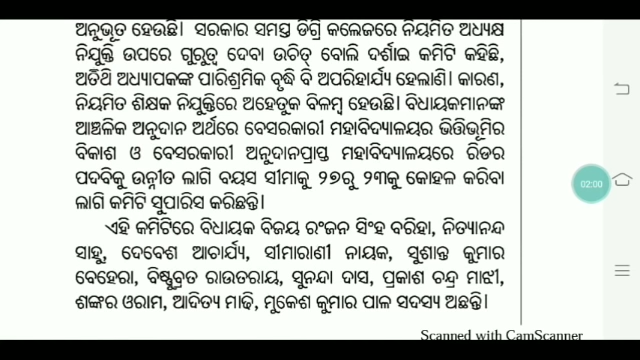 ଅନୁଭୂତ ହେଉଛି। ସରକାର ସମସ୍ତ ଡିଗ୍ରି କଲେଜରେ ନିୟମିତ ଅଧ୍ୟକ୍ଷ
ନିଯୁକ୍ତି ଉପରେ ଗୁରୁତ୍ୱ ଦେବା ଉଚିତ୍ ବୋଲି ଦର୍ଶାଇ କମିଟି କହିଛି,
ଅତିଥି ଅଧ୍ୟାପକଙ୍କ ପାରିଶ୍ରମିକ ବୃଦ୍ଧି ବି ଅପରିହାର୍ଯ୍ୟ ହେଲାଣି। କାରଣ,
ନିୟମିତ ଶିକ୍ଷକ ନିଯୁକ୍ତିରେ ଅହେତୁକ ବିଳମ୍ବ ହେଉଛି। ବିଧାୟକମାନଙ୍କ
ଆଞ୍ଚଳିକ ଅନୁଦାନ ଅର୍ଥରେ ବେସରକାରୀ ମହାବିଦ୍ୟାଳୟର ଭିତ୍ତିଭୂମିର
ବିକାଶ ଓ ବେସରକାରୀ ଅନୁଦାନପ୍ରାପ୍ତ ମହାବିଦ୍ୟାଳୟରେ ରିଡର
ପଦବିକୁ ଉନ୍ନୀତ ଲାଗି ବୟସ ସୀମାକୁ ୨୭ରୁ ୨୩କୁ କୋହଳ କରିବା
ଲାଗି କମିଟି ସୁପାରିସ କରିଛନ୍ତି।
ଏହି କମିଟିରେ ବିଧାୟକ ବିଜୟ ରଂଜନ ସିଂହ ବରିହା, ନିତ୍ୟାନନ୍ଦ
ସାହୁ, ଦେବେଶ ଆଚାର୍ଯ୍ୟ, ସୀମାରାଣୀ ନାୟକ, ସୁଶାନ୍ତ କୁମାର
ବେହେରା, ବିଷ୍ଣୁବ୍ରତ ରାଉତରାୟ, ସୁନନ୍ଦା ଦାସ, ପ୍ରକାଶ ଚନ୍ଦ୍ର ମାଝୀ,
ଶଙ୍କର ଓରାମ, ଆଦିତ୍ୟ ମାଢି, ମୁକେଶ କୁମାର ପାଳ ସଦସ୍ୟ ଅଛନ୍ତି।
02:00
Scanned with CamScanner